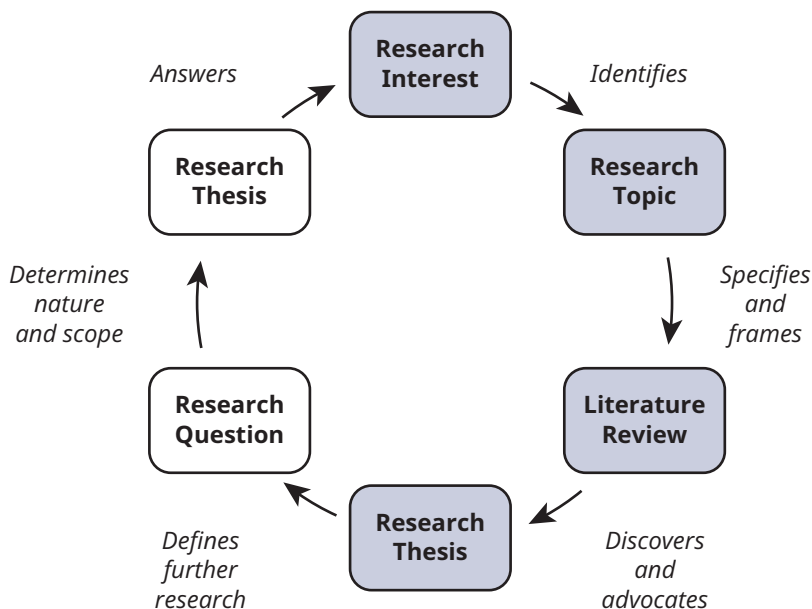 Research
Interest
Identifies
Research
Topic
Specifies
and
frames
Literature
Review
Discovers
and
advocates
Research
Thesis
Defines
further
research
Research
Question
Determines
nature
and scope
Research
Thesis
Answers